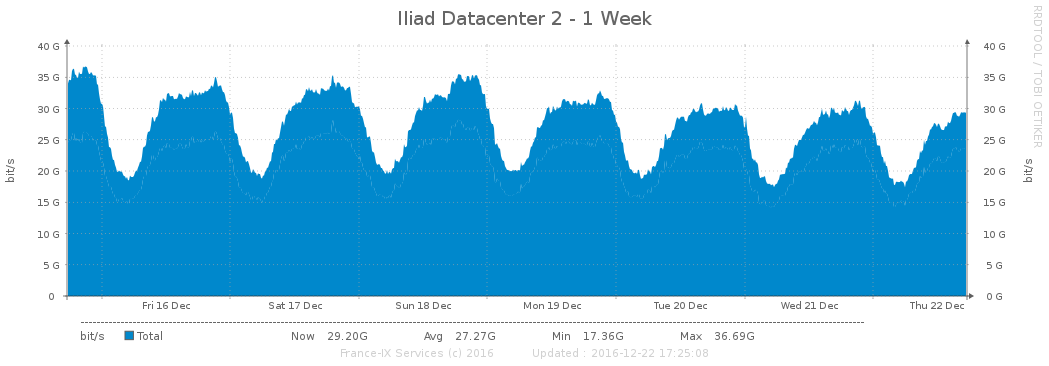 Iliad Datacenter 2 - 1 Week
RRDTOOL / TOBI OETIKER
40 G 40 G
35 G 35 G
30 G 30 G
25 G 25 G
20 G 20 G
15 G 15 G
10 G 10 G
5 G 5 G
0 0 G
bit/s
bit/s
Fri 16 Dec Sat 17 Dec Sun 18 Dec Mon 19 Dec Tue 20 Dec Wed 21 Dec Thu 22 Dec
bit/s Total Now 29.20G Avg 27.27G Min 17.36G Max 36.69G
France-IX Services (c) 2016 Updated : 2016-12-22 17:25:08